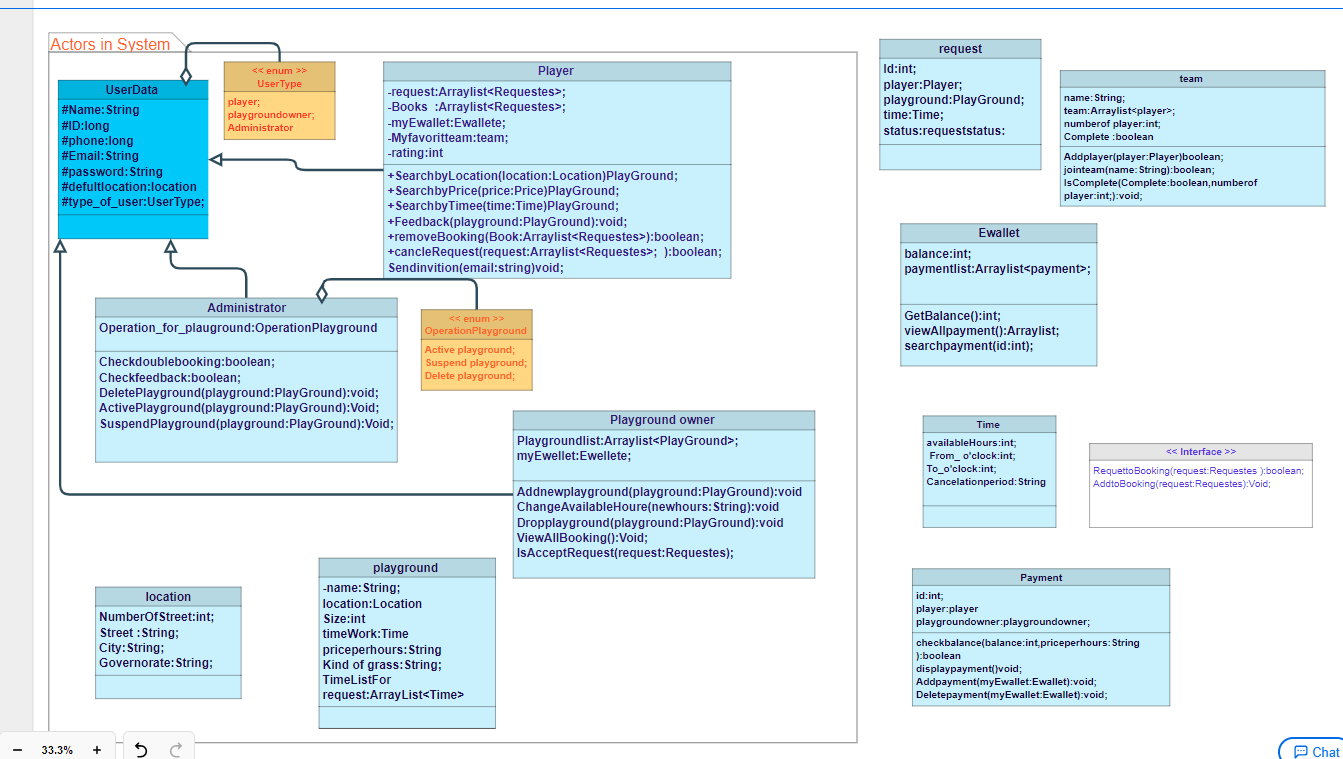 Actors in System
UserData
#Name:String
#ID:long
#phone:long
#Email:String
#password:String
#defultlocation:location
#type_of_user:UserType;
<< enum >>
UserType
player;
playgroundowner;
Administrator
Player
-request:Arraylist<Requestes>;
-Books :Arraylist<Requestes>;
-myEwallet:Ewallete;
-Myfavoritteam:team;
-rating:int
+SearchbyLocation(location:Location)PlayGround;
+SearchbyPrice(price:Price)PlayGround;
+SearchbyTimee(time:Time)PlayGround;
+Feedback(playground:PlayGround):void;
+removeBooking(Book:Arraylist<Requestes>):boolean;
+cancleRequest(request:Arraylist<Requestes>; ):boolean;
Sendinvition(email:string)void;
Administrator
Operation_for_plauground:OperationPlayground
Checkdoublebooking:boolean;
Checkfeedback:boolean;
DeletePlayground(playground:PlayGround):void;
ActivePlayground(playground:PlayGround):Void;
SuspendPlayground(playground:PlayGround):Void;
<< enum >>
OperationPlayground
Active playground;
Suspend playground;
Delete playground;
Playground owner
Playgroundlist:Arraylist<PlayGround>;
myEwellet:Ewellete;
Addnewplayground(playground:PlayGround):void
ChangeAvailableHoure(newhours:String):void
Dropplayground(playground:PlayGround):void
ViewAllBooking():Void;
IsAcceptRequest(request:Requestes);
location
NumberOfStreet:int;
Street :String;
City:String;
Governorate:String;
playground
-name:String;
location:Location
Size:int
timeWork:Time
priceperhours:String
Kind of grass:String;
TimeListFor
request:ArrayList<Time>
request
Id:int;
player:Player;
playground:PlayGround;
time:Time;
status:requeststatus:
team
name:String;
team:Arraylist<player>;
numberof player:int;
Complete :boolean
Addplayer(player:Player)boolean;
jointeam(name:String):boolean;
IsComplete(Complete:boolean,numberof
player:int;):void;
Ewallet
balance:int;
paymentlist:Arraylist<payment>;
GetBalance():int;
viewAllpayment():Arraylist;
searchpayment(id:int);
Time
availableHours:int;
From_ o'clock:int;
To_o'clock:int;
Cancelationperiod:String
<< Interface >>
RequettoBooking(request:Requestes ):boolean;
AddtoBooking(request:Requestes):Void;
Payment
id:int;
player:player
playgroundowner:playgroundowner;
checkbalance(balance:int,priceperhours:String
):boolean
displaypayment()void;
Addpayment(myEwallet:Ewallet):void;
Deletepayment(myEwallet:Ewallet):void;
33.3%
Chat